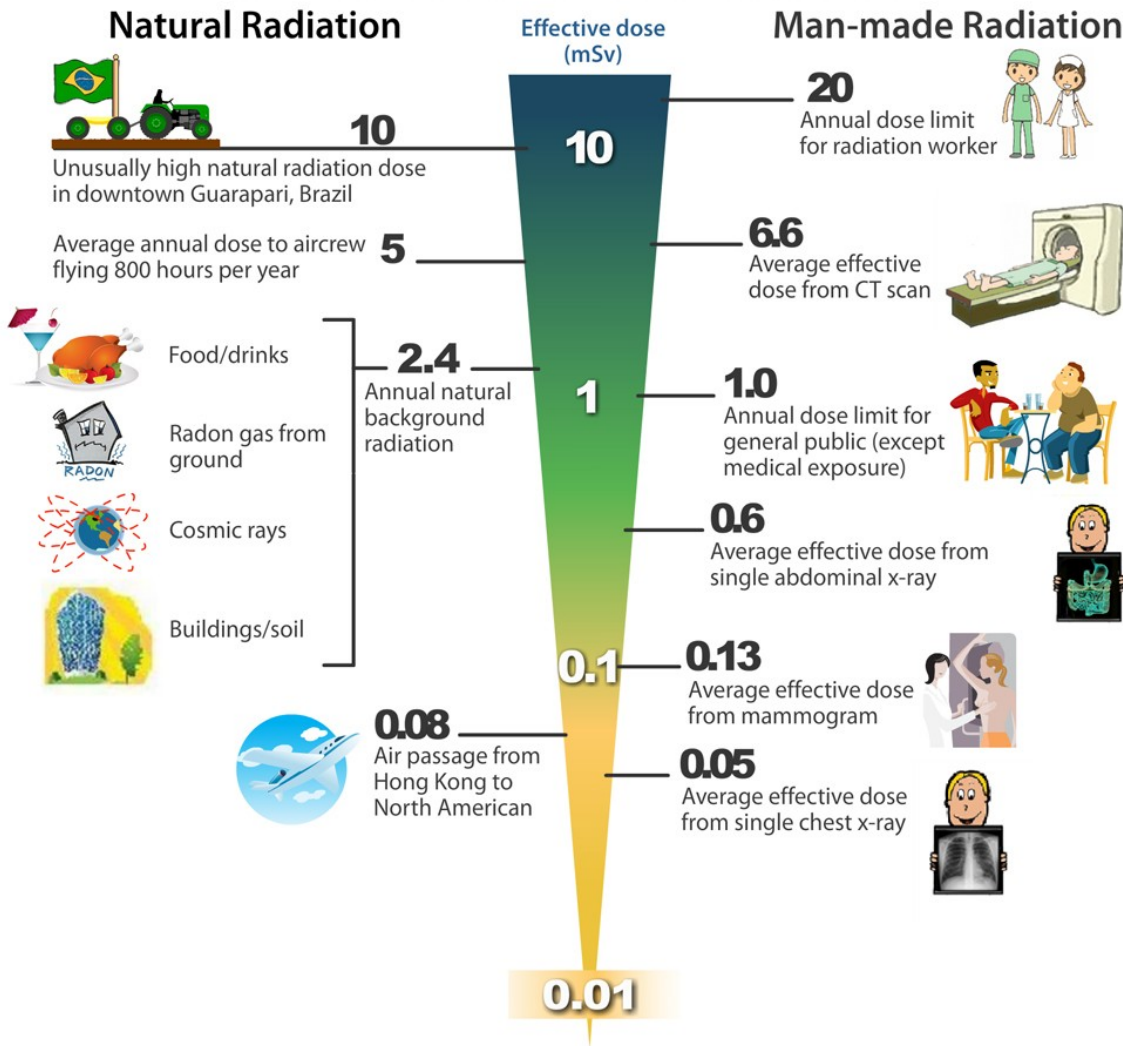 Natural Radiation
Effective dose
(mSv)
Man-made Radiation
10
Unusually high natural radiation dose
in downtown Guarapari, Brazil
Average annual dose to aircrew
flying 800 hours per year
5
Food/drinks
Radon gas from
ground
RADON
Cosmic rays
Buildings/soil
2.4
Annual natural
background
radiation
0.08
Air passage from
Hong Kong to
North American
10
1
0.1
0.01
20
Annual dose limit
for radiation worker
6.6
Average effective
dose from CT scan
1.0
Annual dose limit for
general public (except
medical exposure)
0.6
Average effective dose from
single abdominal x-ray
0.13
Average effective dose
from mammogram
0.05
Average effective dose
from single chest x-ray